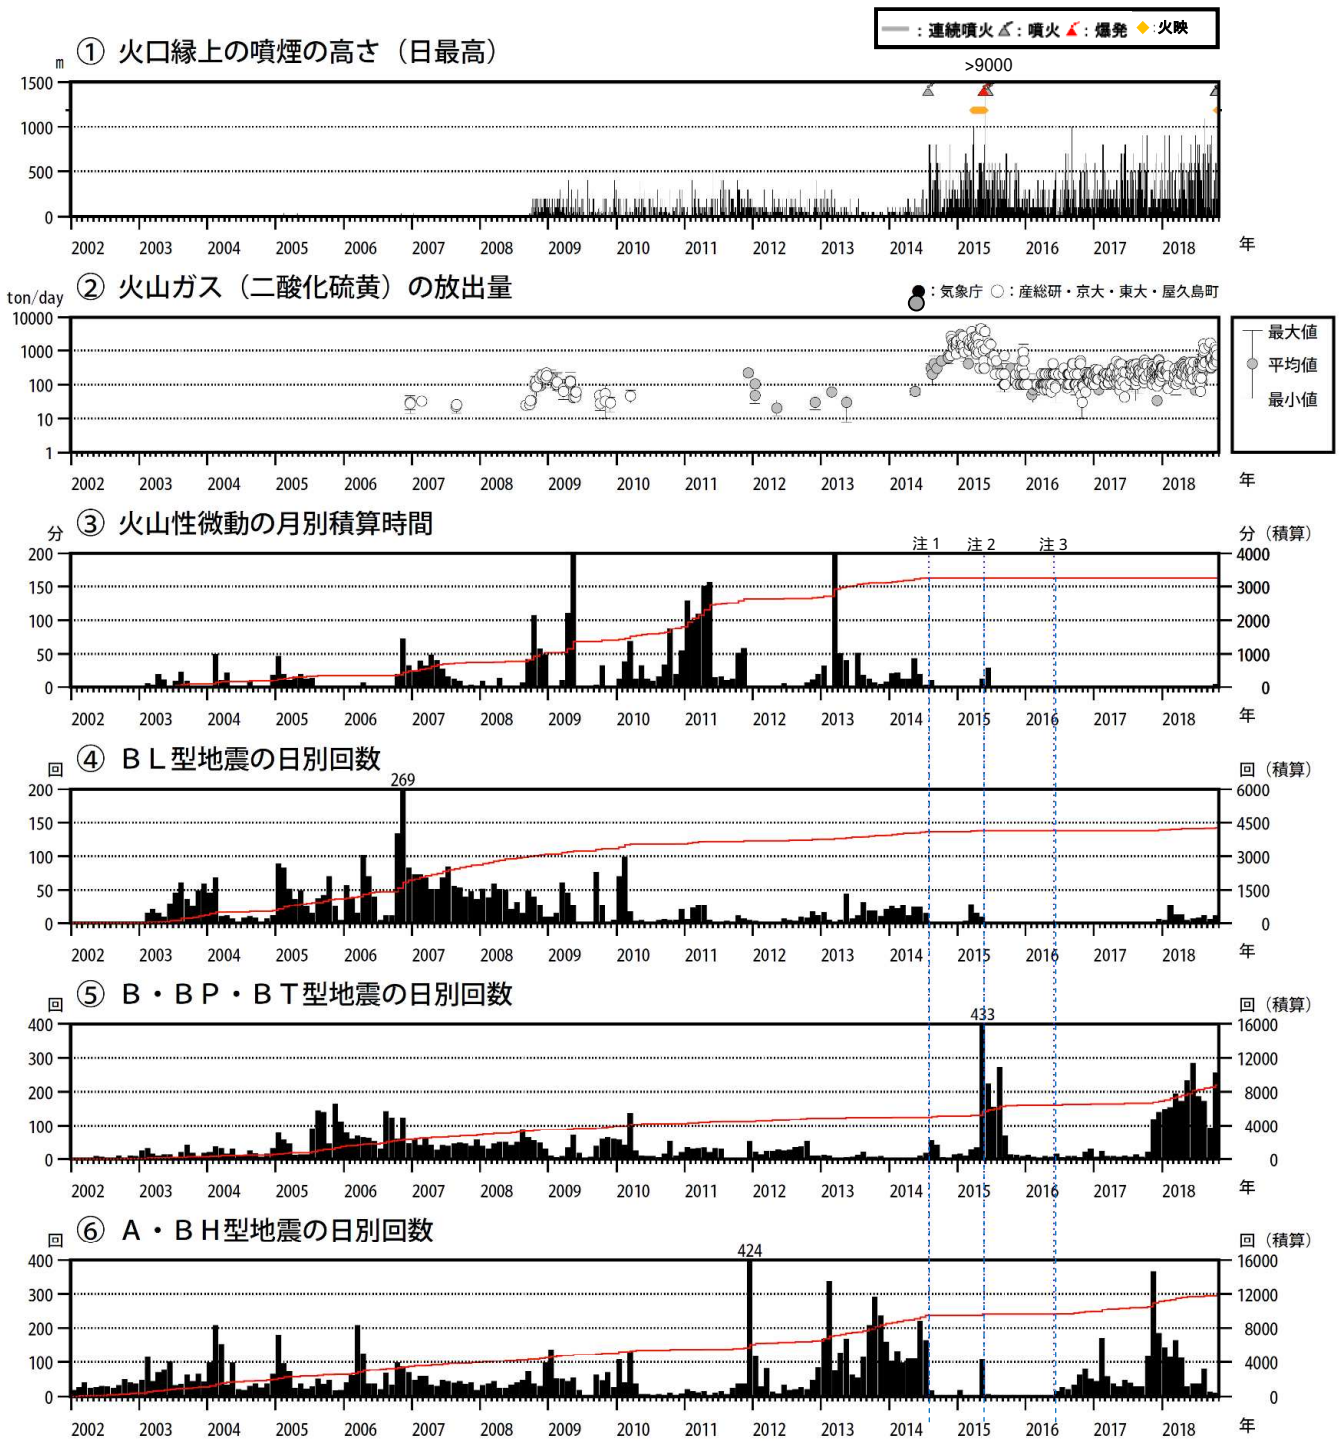 ━：連続噴火 ：噴火 ：爆発 ：火映
① 火口縁上の噴煙の高さ（日最高）
m
>9000
1500
1000
500
0
2002 2003 2004 2005 2006 2007 2008 2009 2010 2011 2012 2013 2014 2015 2016 2017 2018 年
② 火山ガス（二酸化硫黄）の放出量
ton/day
●：気象庁 ○：産総研・京大・東大・屋久島町
10000
1000
100
10
1
最大値
平均値
最小値
2002 2003 2004 2005 2006 2007 2008 2009 2010 2011 2012 2013 2014 2015 2016 2017 2018 年
③ 火山性微動の月別積算時間
分 注１ 注２ 注３ 分（積算）
200 4000
150 3000
100 2000
50 1000
0 0
2002 2003 2004 2005 2006 2007 2008 2009 2010 2011 2012 2013 2014 2015 2016 2017 2018 年
④ ＢＬ型地震の日別回数
回 269 回（積算）
200 6000
150 4500
100 3000
50 1500
0 0
2002 2003 2004 2005 2006 2007 2008 2009 2010 2011 2012 2013 2014 2015 2016 2017 2018 年
⑤ Ｂ・ＢＰ・ＢＴ型地震の日別回数
回 433 回（積算）
400 16000
300 12000
200 8000
100 4000
0 0
2002 2003 2004 2005 2006 2007 2008 2009 2010 2011 2012 2013 2014 2015 2016 2017 2018 年
⑥ Ａ・ＢＨ型地震の日別回数
回 424 回（積算）
400 16000
300 12000
200 8000
100 4000
0 0
2002 2003 2004 2005 2006 2007 2008 2009 2010 2011 2012 2013 2014 2015 2016 2017 2018 年